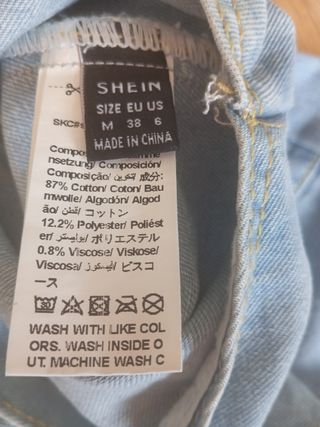 SHEIN
SIZE EU US
M 38 6
MADE IN CHINA
SKC#
nsetzung/ Composición/
Composição/ تكوين/ 成分:
87% Cotton/ Coton/ Bau
mwolle/ Algodón/ Algod
ão/ قطن/ コットン
12.2% Polyester/ Poliést
er/ بوليستر/ ポリエステル
0.8% Viscose/ Viskose/
Viscosa/ الفيسكوز/ ビスコ
ース
30
WASH WITH LIKE COL
ORS. WASH INSIDE O
UT. MACHINE WASH C